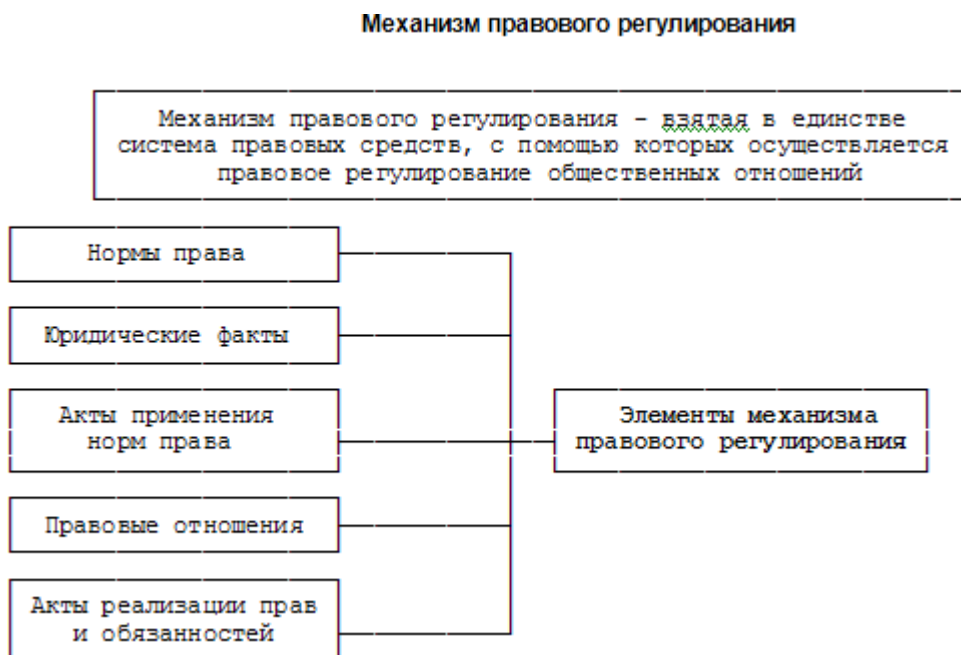 Механизм правового регулирования
Механизм правового регулирования - взятая в единстве
система правовых средств, с помощью которых осуществляется
правовое регулирование общественных отношений
Нормы права
Юридические факты
Акты применения
норм права
Элементы механизма
правового регулирования
Правовые отношения
Акты реализации прав
и обязанностей